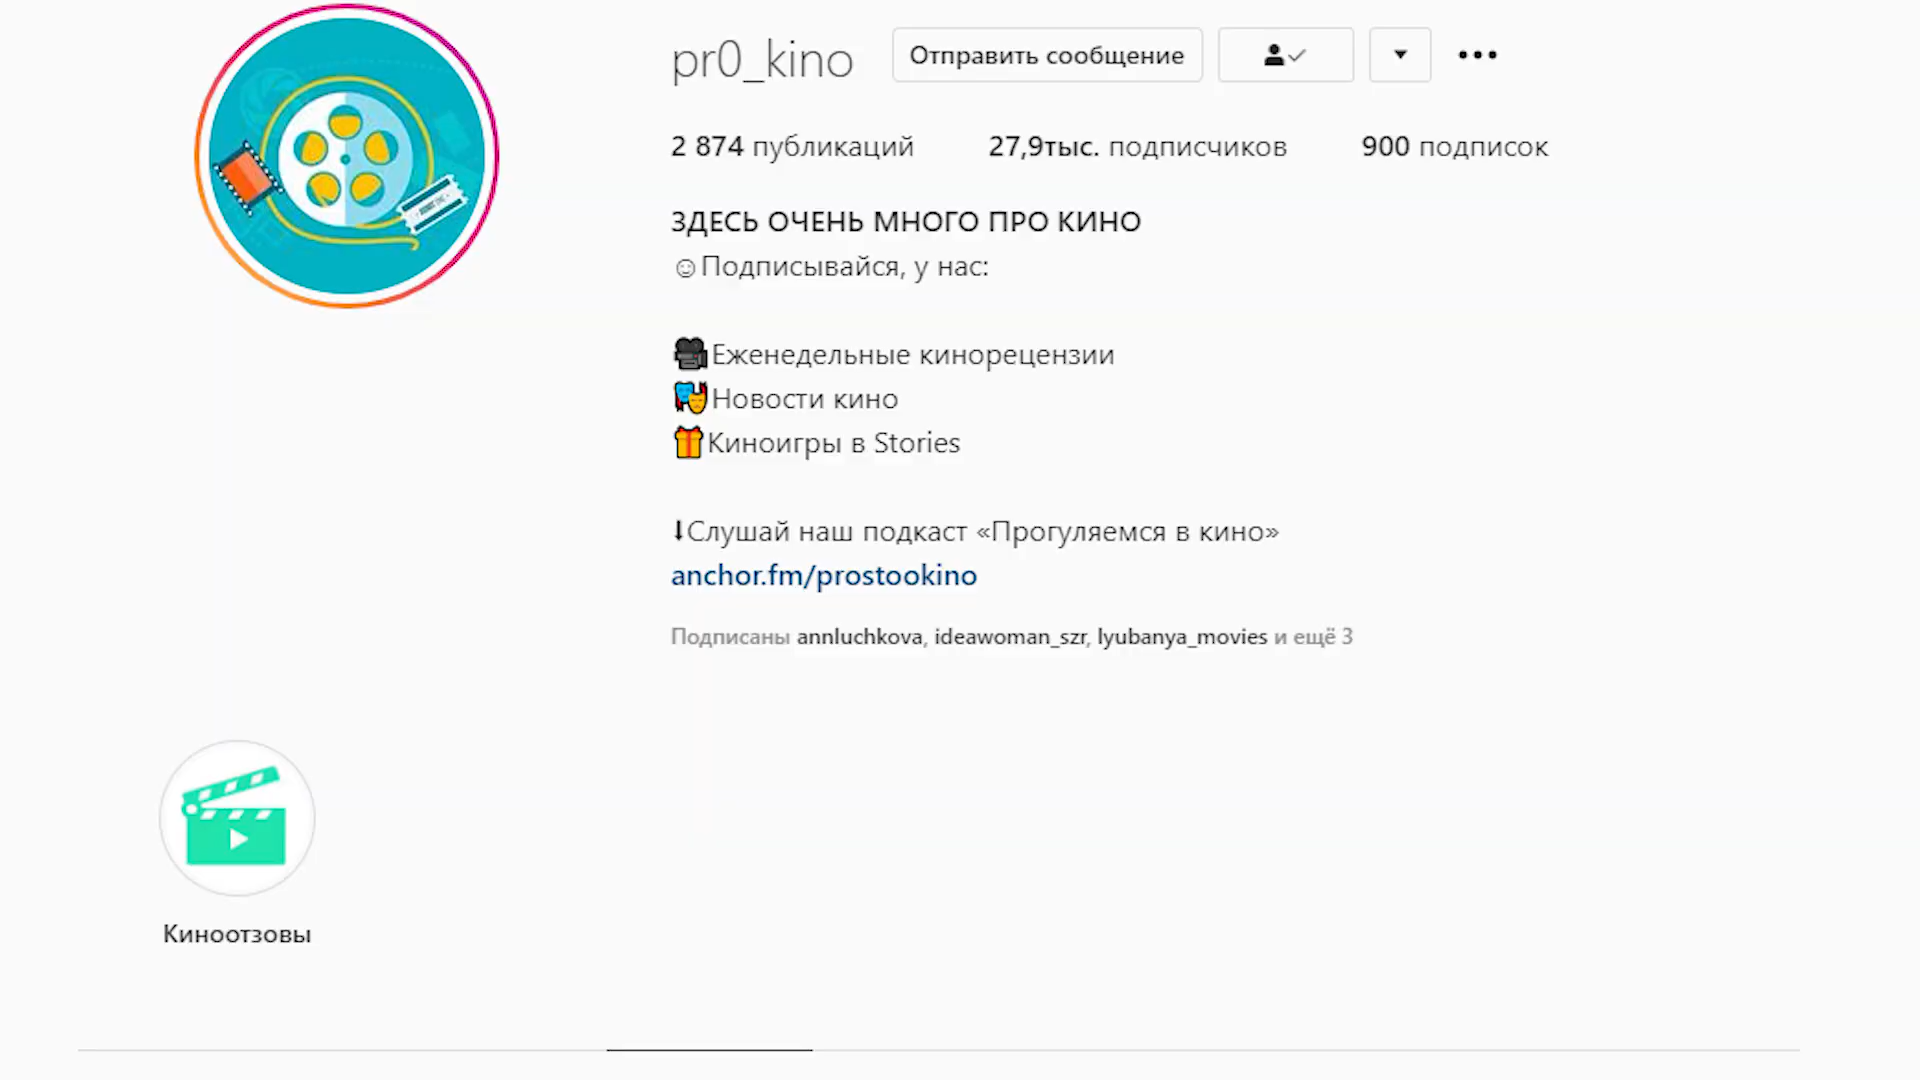 pr0_kino Отправить сообщение
2 874 публикаций 27,9тыс. подписчиков 900 подписок
ЗДЕСЬ ОЧЕНЬ МНОГО ПРО КИНО
☺Подписывайся, у нас:
🎥Еженедельные кинорецензии
🎭Новости кино
🎁Киноигры в Stories
⬇Слушай наш подкаст «Прогуляемся в кино»
anchor.fm/prostookino
Подписаны annluchkova, ideawoman_szr, lyubanya_movies и ещё 3
Киноотзовы